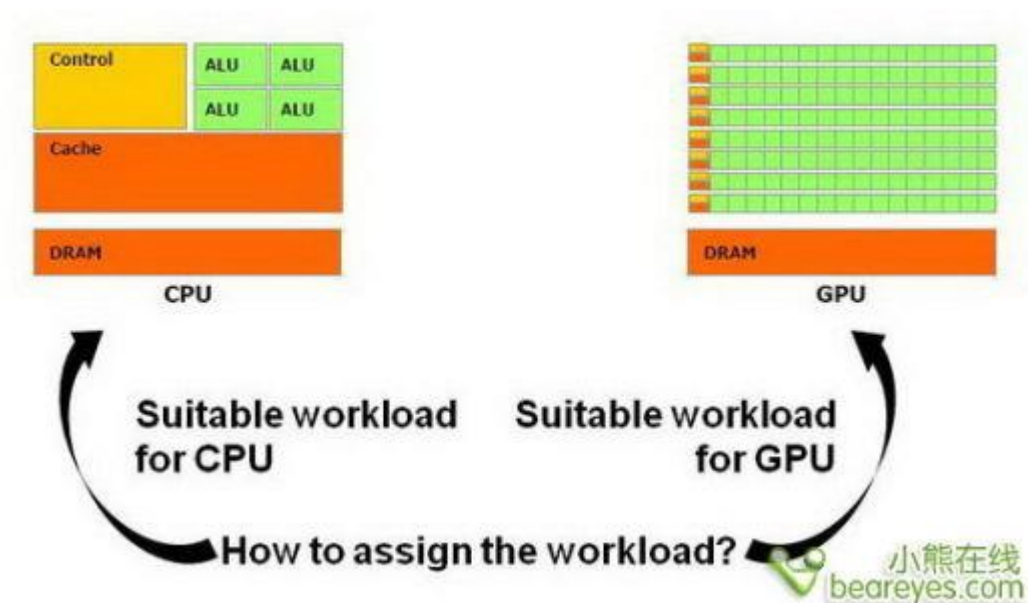 Control
ALU ALU
ALU ALU
Cache
DRAM
CPU
DRAM
GPU
Suitable workload
for CPU
Suitable workload
for GPU
How to assign the workload?
小熊在线
beareyes.com